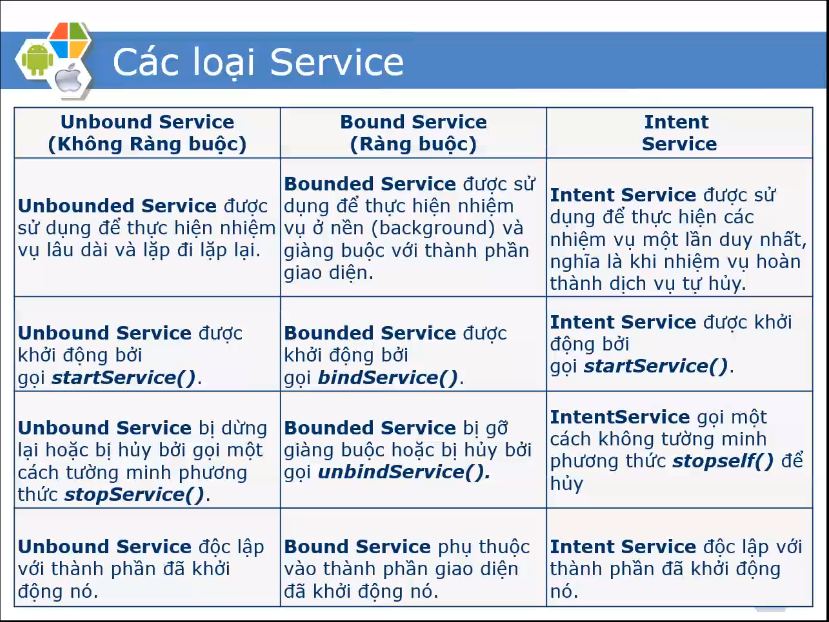 Các loại Service
Unbound Service
(Không Ràng buộc)
Bound Service
(Ràng buộc)
Intent
Service
Unbounded Service được
sử dụng để thực hiện nhiệm
vụ lâu dài và lặp đi lặp lại.
Bounded Service được sử
dụng để thực hiện nhiệm
vụ ở nền (background) và
giàng buộc với thành phần
giao diện.
Intent Service được sử
dụng để thực hiện các
nhiệm vụ một lần duy nhất,
nghĩa là khi nhiệm vụ hoàn
thành dịch vụ tự hủy.
Unbound Service được
khởi động bởi
gọi startService().
Bounded Service được
khởi động bởi
gọi bindService().
Intent Service được khởi
động bởi
gọi startService().
Unbound Service bị dừng
lại hoặc bị hủy bởi gọi một
cách tường minh phương
thức stopService().
Bounded Service bị gỡ
giàng buộc hoặc bị hủy bởi
gọi unbindService().
IntentService gọi một
cách không tường minh
phương thức stopself() để
hủy
Unbound Service độc lập
với thành phần đã khởi
động nó.
Bound Service phụ thuộc
vào thành phần giao diện
đã khởi động nó.
Intent Service độc lập với
thành phần đã khởi động
nó.